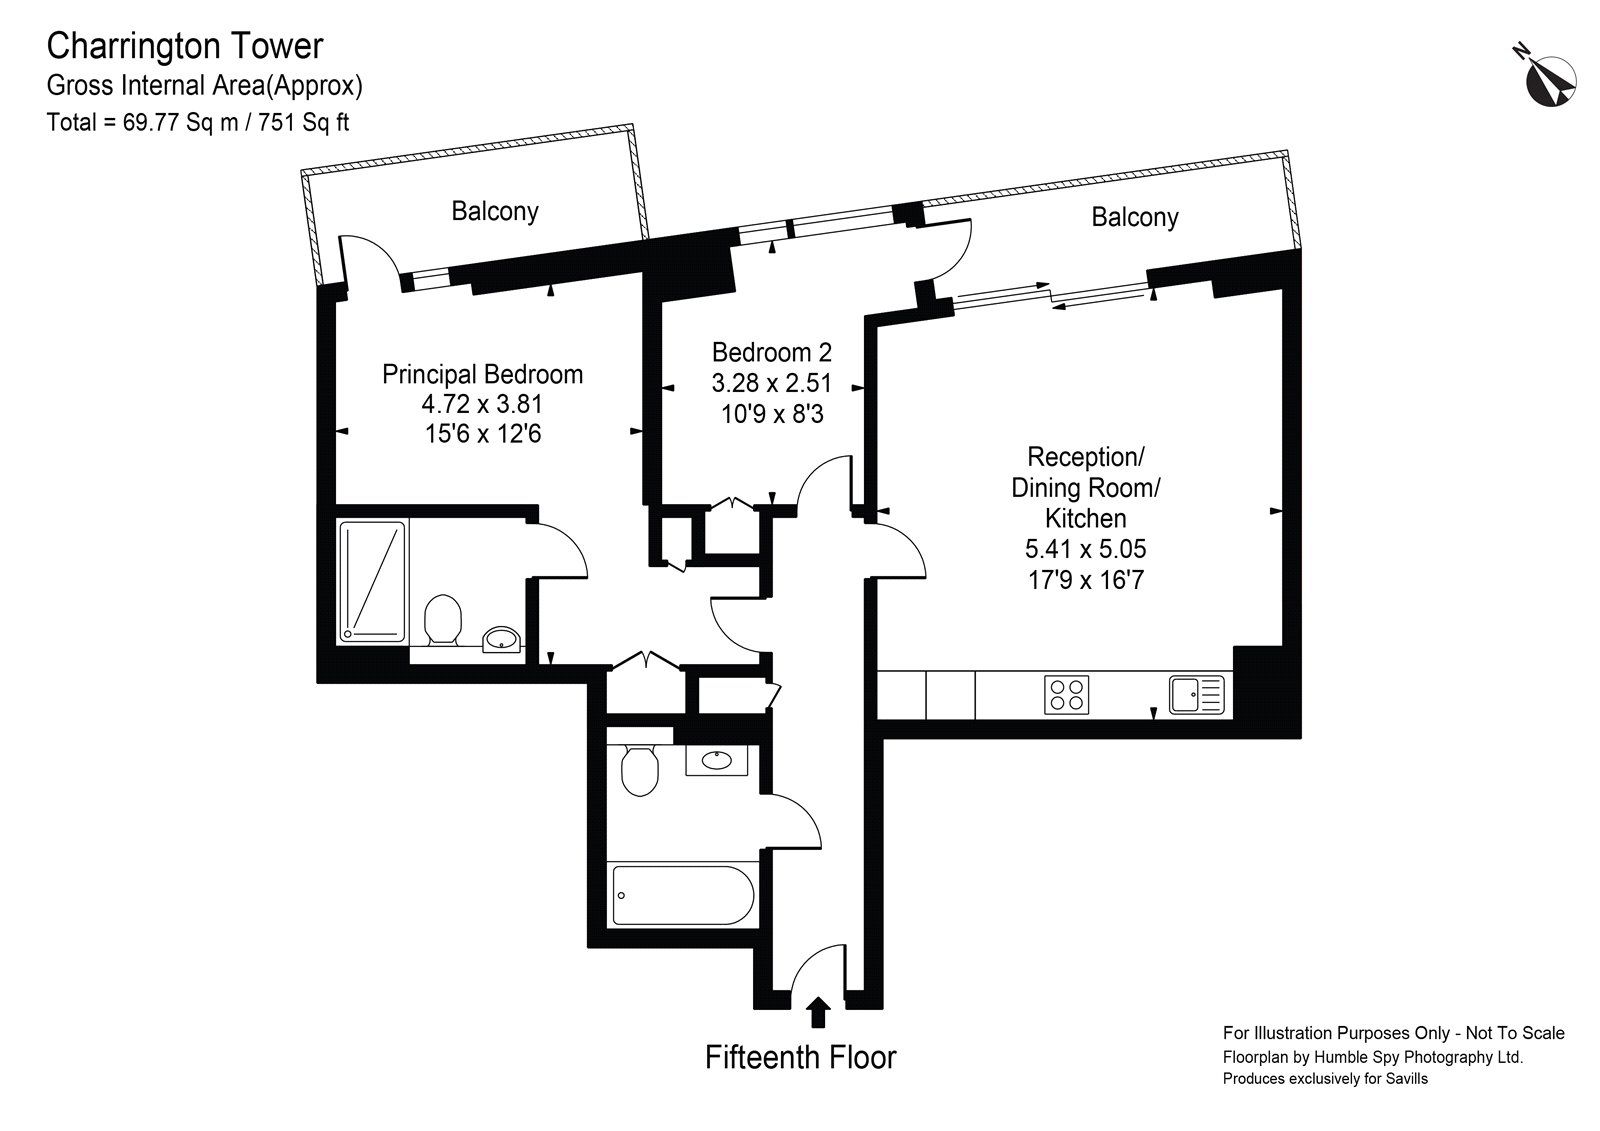 Charrington Tower
Gross Internal Area(Approx)
Total = 69.77 Sq m / 751 Sq ft
N
Balcony
Balcony
Principal Bedroom
4.72 x 3.81
15'6 x 12'6
Bedroom 2
3.28 x 2.51
10'9 x 8'3
Reception/
Dining Room/
Kitchen
5.41 x 5.05
17'9 x 16'7
Fifteenth Floor
For Illustration Purposes Only - Not To Scale
Floorplan by Humble Spy Photography Ltd.
Produces exclusively for Savills